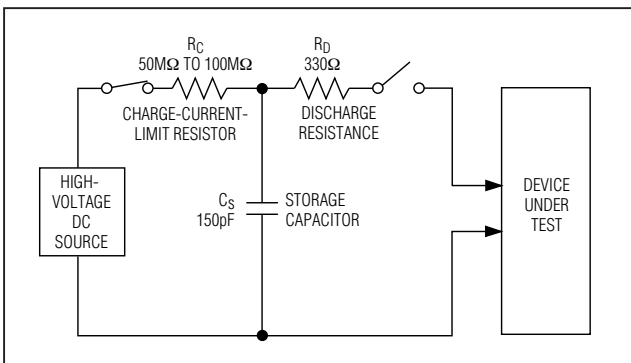 R_C
50MΩ TO 100MΩ
CHARGE-CURRENT-
LIMIT RESISTOR
R_D
330Ω
DISCHARGE
RESISTANCE
HIGH-
VOLTAGE
DC
SOURCE
C_S
150pF
STORAGE
CAPACITOR
DEVICE
UNDER
TEST